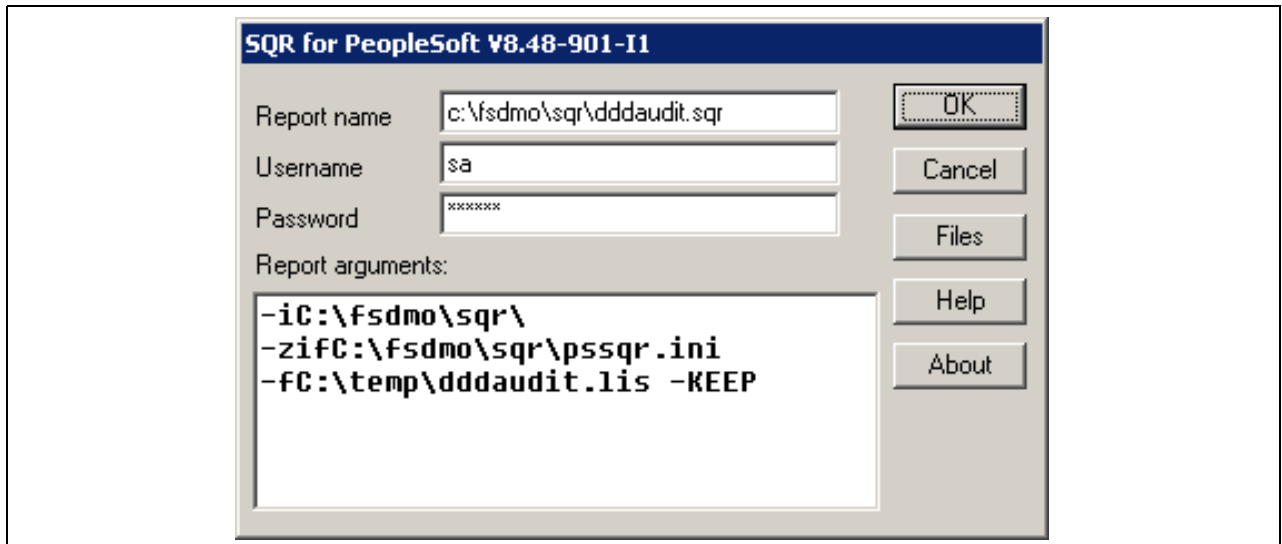 SQR for PeopleSoft V8.48-901-I1
Report name c:\fsdmo\sqr\dddaudit.sqr
OK
Username sa
Cancel
Password ******
Files
Report arguments:
-iC:\fsdmo\sqr\
Help
-zifC:\fsdmo\sqr\pssqr.ini
-fC:\temp\dddaudit.lis -KEEP
About